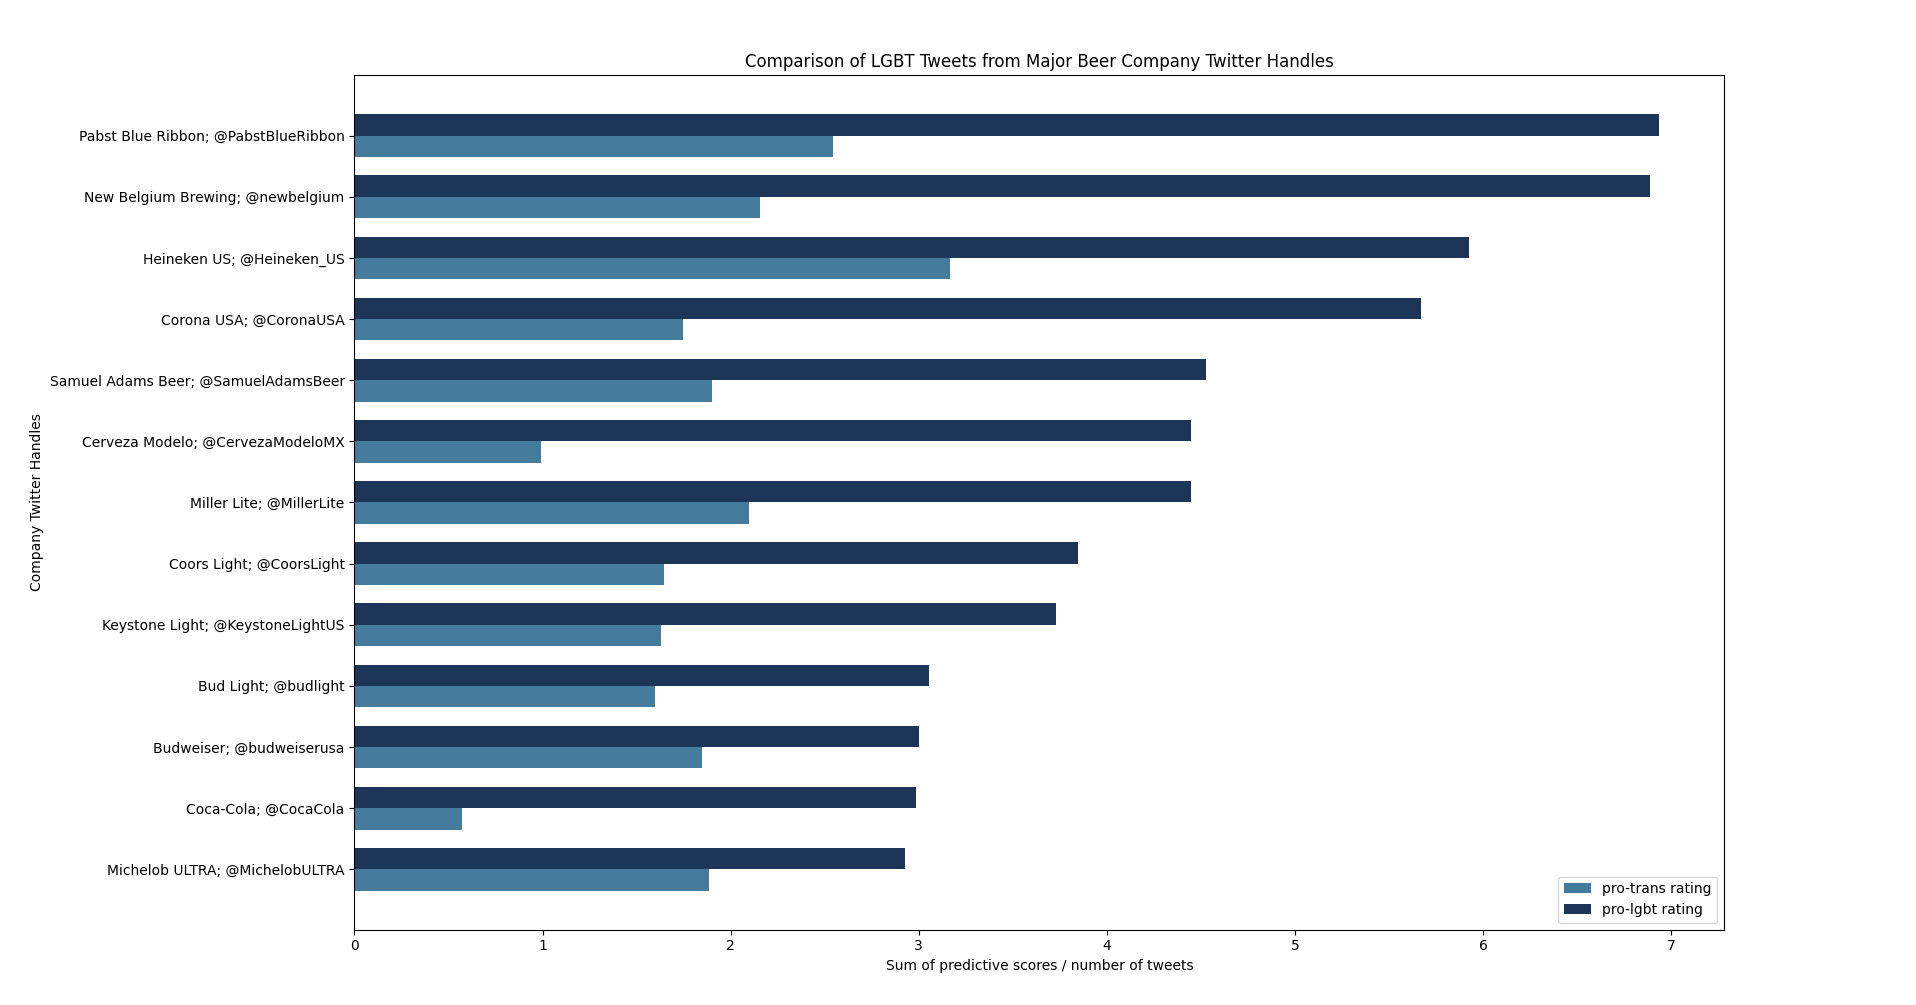 Comparison of LGBT Tweets from Major Beer Company Twitter Handles
Company Twitter Handles
Pabst Blue Ribbon; @PabstBlueRibbon
New Belgium Brewing; @newbelgium
Heineken US; @Heineken_US
Corona USA; @CoronaUSA
Samuel Adams Beer; @SamuelAdamsBeer
Cerveza Modelo; @CervezaModeloMX
Miller Lite; @MillerLite
Coors Light; @CoorsLight
Keystone Light; @KeystoneLightUS
Bud Light; @budlight
Budweiser; @budweiserusa
Coca-Cola; @CocaCola
Michelob ULTRA; @MichelobULTRA
pro-trans rating
pro-lgbt rating
0 1 2 3 4 5 6 7
Sum of predictive scores / number of tweets